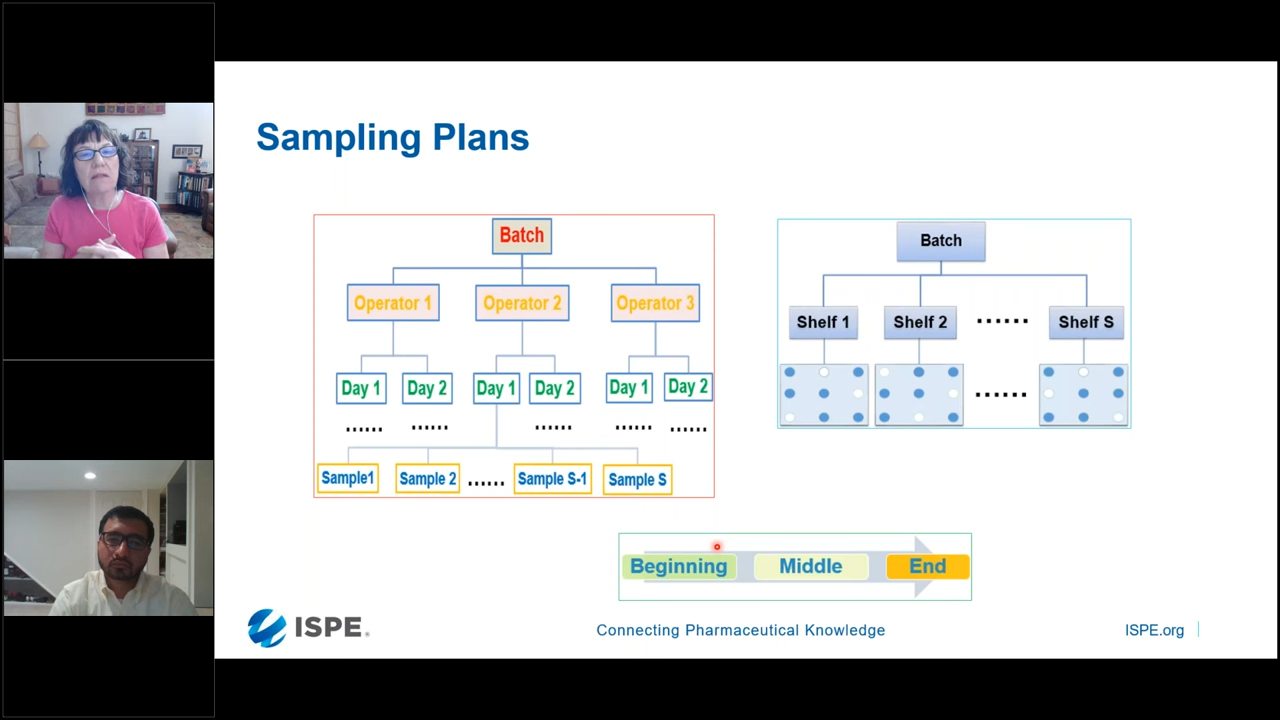 Sampling Plans
Batch
Operator 1 Operator 2 Operator 3
Day 1 Day 2 Day 1 Day 2 Day 1 Day 2
...... ...... ...... ...... ......
Sample1 Sample 2 ...... Sample S-1 Sample S
Batch
Shelf 1 Shelf 2 ...... Shelf S
......
Beginning Middle End
ISPE®
Connecting Pharmaceutical Knowledge
ISPE.org